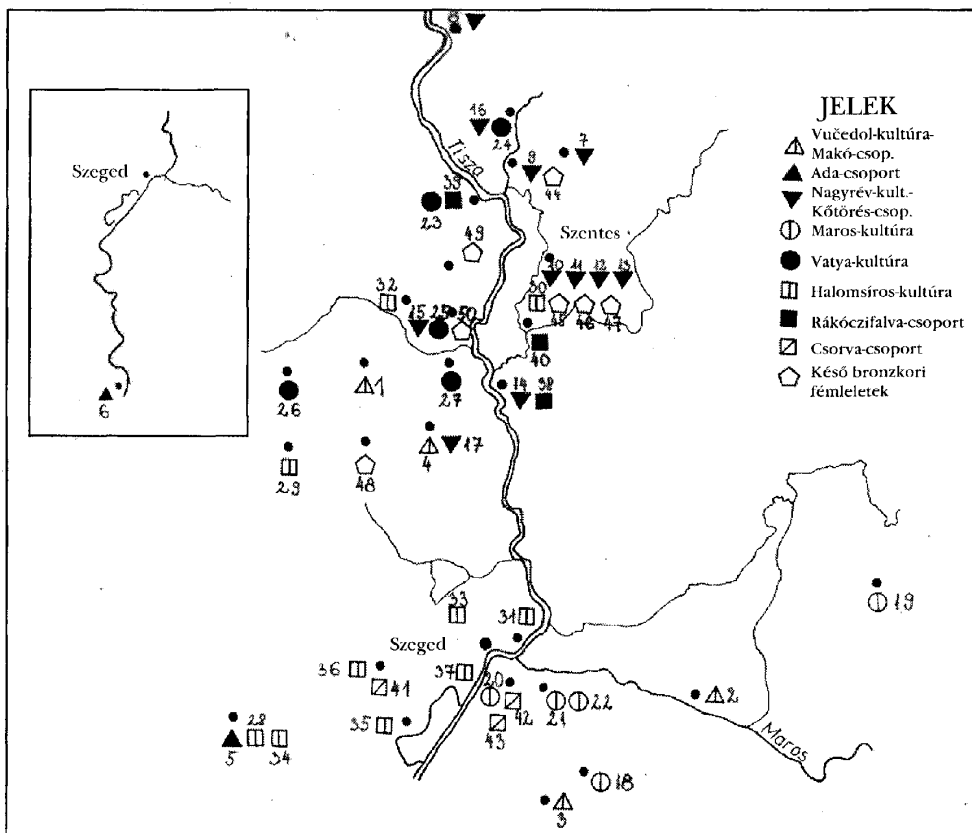 8
16
24
7
Tisza
9
44
39
23
49
Szentes
10 11 12 13
32
30
45 46 47
15 25 50
40
1
26
27
14 38
4
17
29
48
33
31
19
Szeged
36
41
37
20
42
21
22
2
35
43
Maros
28
5
34
18
3
Szeged
6
JELEK
Vučedol-kultúra-
Makó-csop.
Ada-csoport
Nagyrév-kult.-
Kőtörés-csop.
Maros-kultúra
Vatya-kultúra
Halomsíros-kultúra
Rákóczifalva-csoport
Csorva-csoport
Késő bronzkori
fémleletek